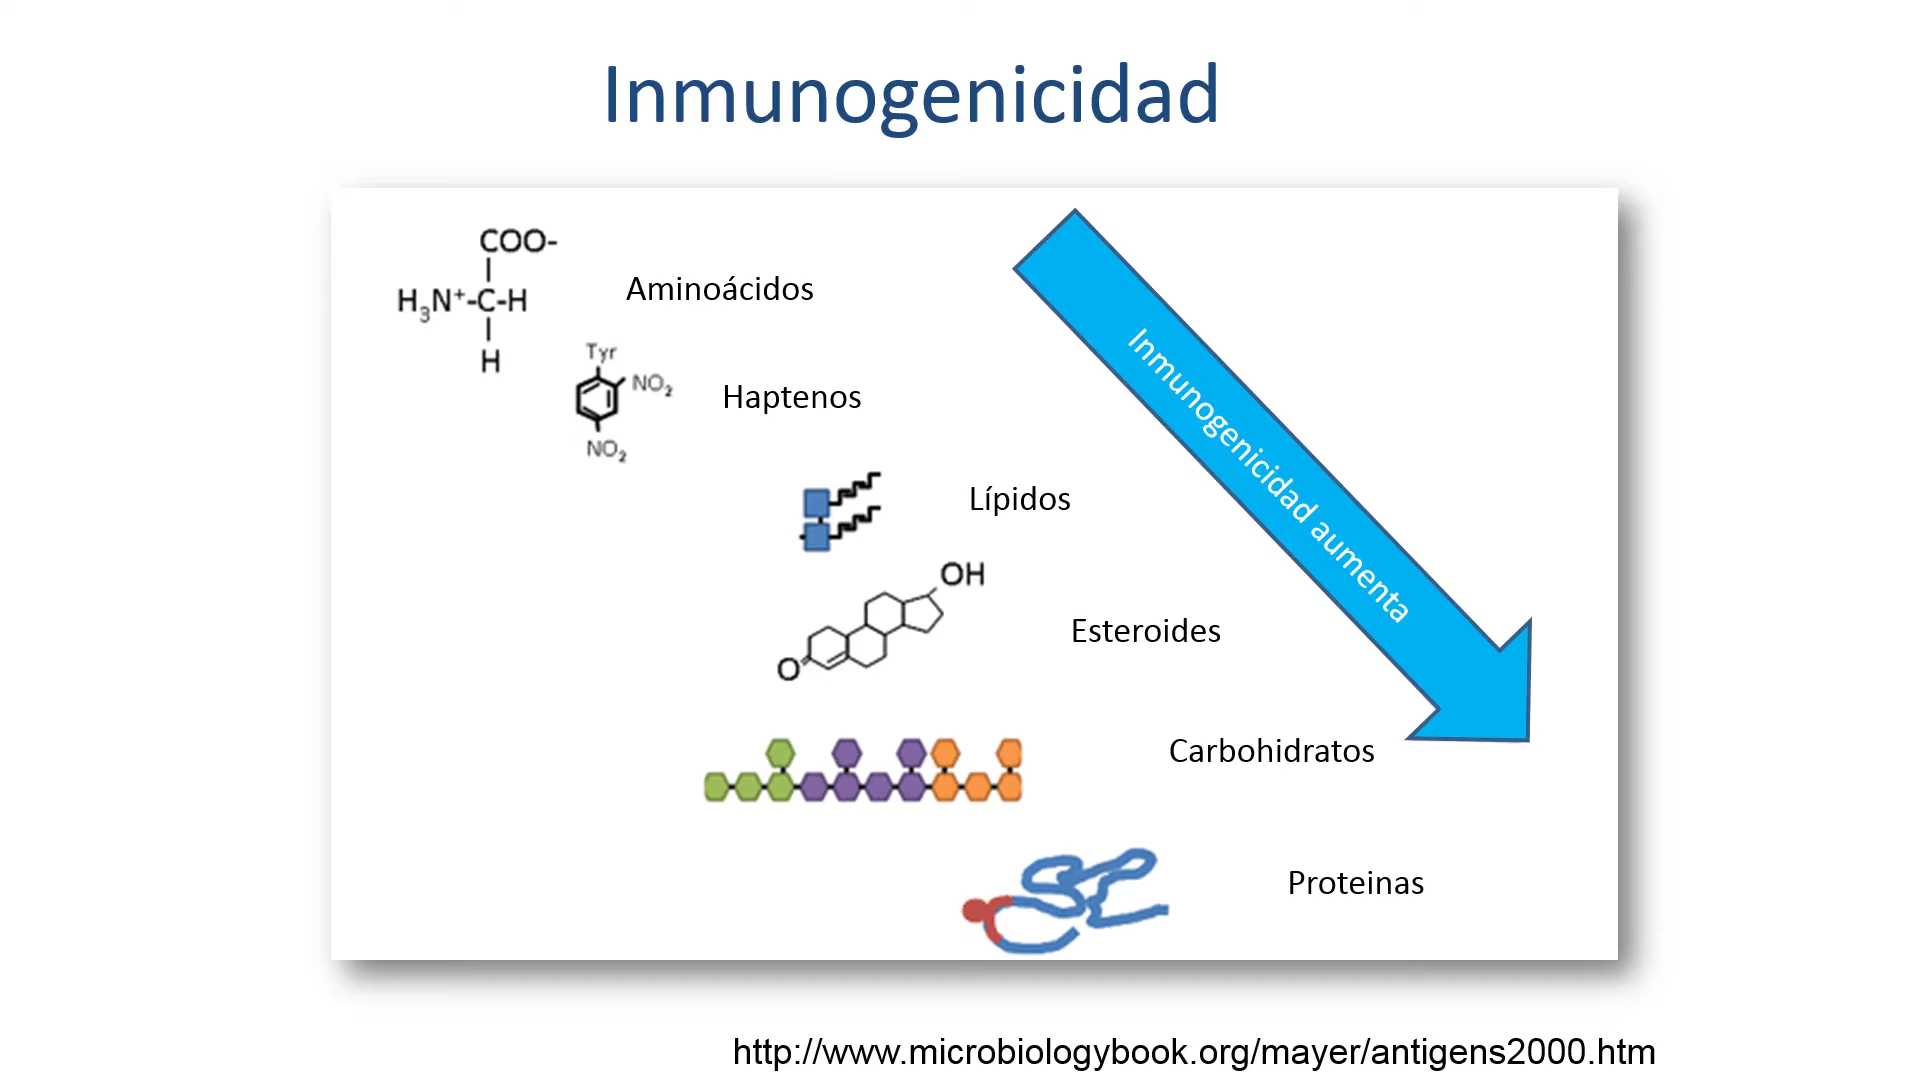 Inmunogenicidad
COO-
H₃N⁺-C-H
H
Aminoácidos
Tyr
NO₂
NO₂
Haptenos
Lípidos
OH
O
Esteroides
Carbohidratos
Proteinas
Inmunogenicidad aumenta
http://www.microbiologybook.org/mayer/antigens2000.htm